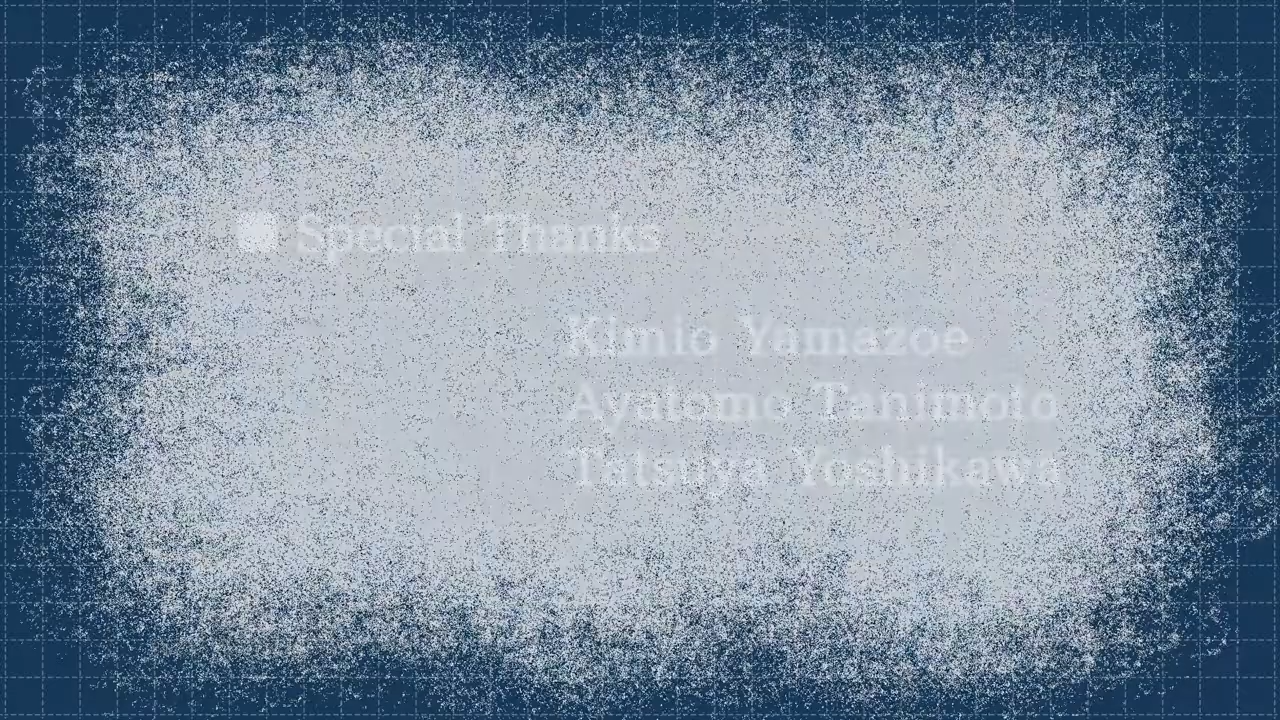 Special Thanks
Kimio Yamazoe
Ayatomo Tanimoto
Tatsuya Yoshikawa